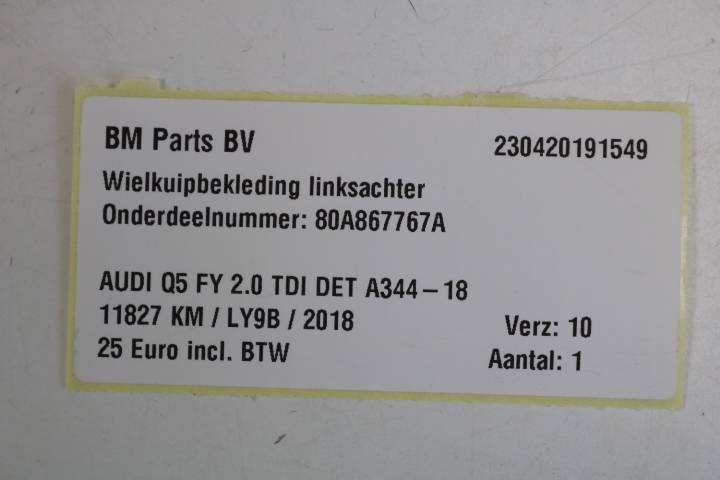 BM Parts BV 230420191549
Wielkuipbekleding linksachter
Onderdeelnummer: 80A867767A
AUDI Q5 FY 2.0 TDI DET A344-18
11827 KM / LY9B / 2018 Verz: 10
25 Euro incl. BTW Aantal: 1